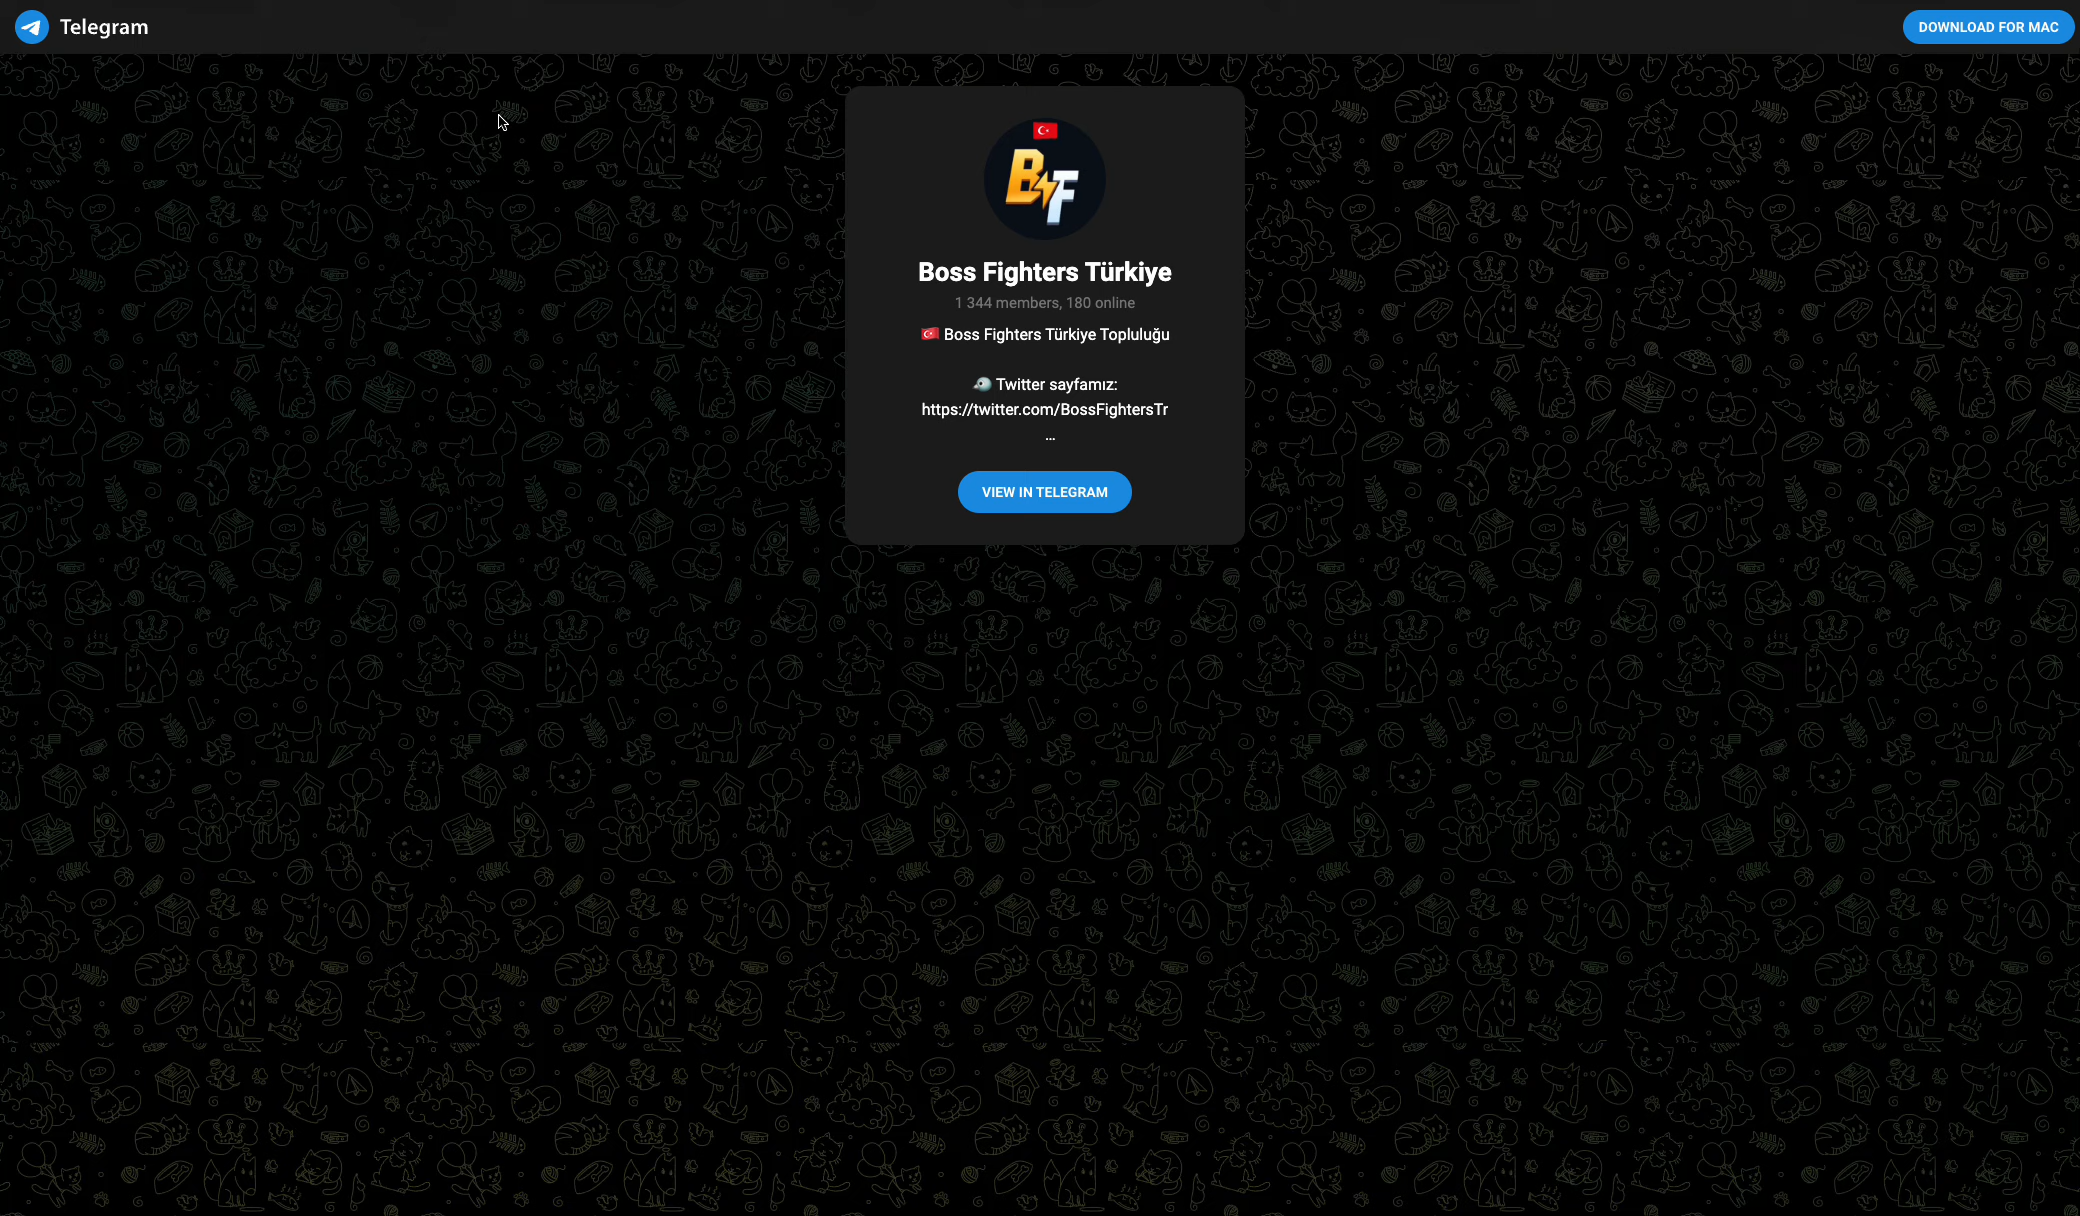 Telegram
DOWNLOAD FOR MAC
BF
Boss Fighters Türkiye
1 344 members, 180 online
🇹🇷 Boss Fighters Türkiye Topluluğu
🐦 Twitter sayfamız:
https://twitter.com/BossFightersTr
...
VIEW IN TELEGRAM